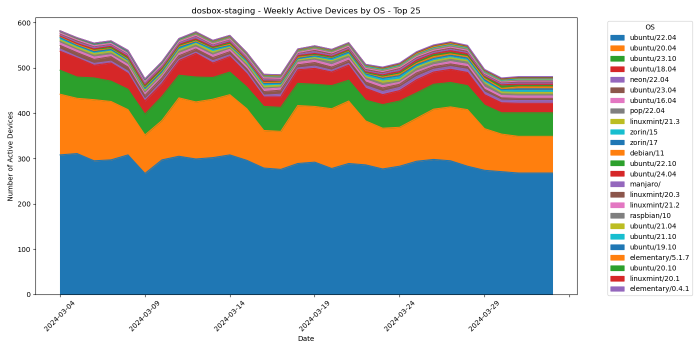 dosbox-staging - Weekly Active Devices by OS - Top 25
Number of Active Devices
600
500
400
300
200
100
0
2024-03-04
2024-03-09
2024-03-14
2024-03-19
2024-03-24
2024-03-29
Date
OS
ubuntu/22.04
ubuntu/20.04
ubuntu/23.10
ubuntu/18.04
neon/22.04
ubuntu/23.04
ubuntu/16.04
pop/22.04
linuxmint/21.3
zorin/15
zorin/17
debian/11
ubuntu/22.10
ubuntu/24.04
manjaro/
linuxmint/20.3
linuxmint/21.2
raspbian/10
ubuntu/21.04
ubuntu/21.10
ubuntu/19.10
elementary/5.1.7
ubuntu/20.10
linuxmint/20.1
elementary/0.4.1